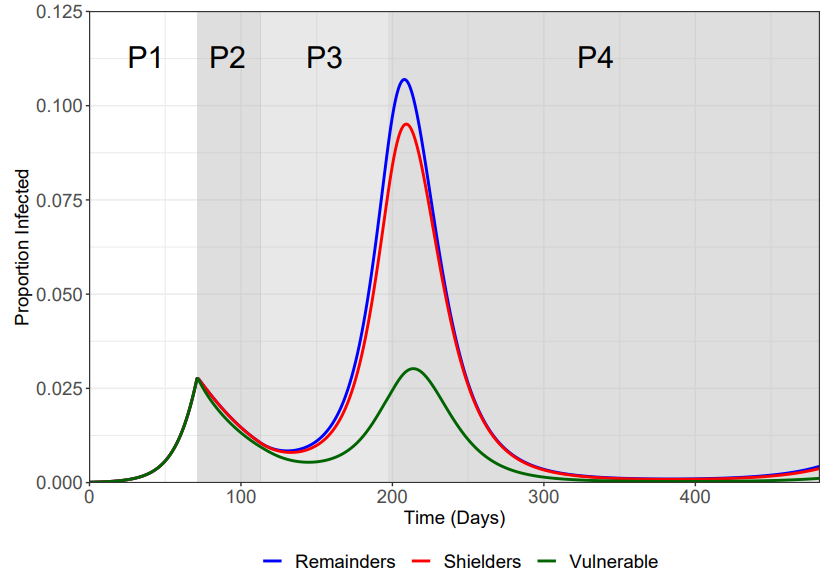 0.125
P1 P2 P3 P4
0.100
0.075
0.050
0.025
0.000
Proportion Infected
0 100 200 300 400
Time (Days)
Remainders Shielders Vulnerable